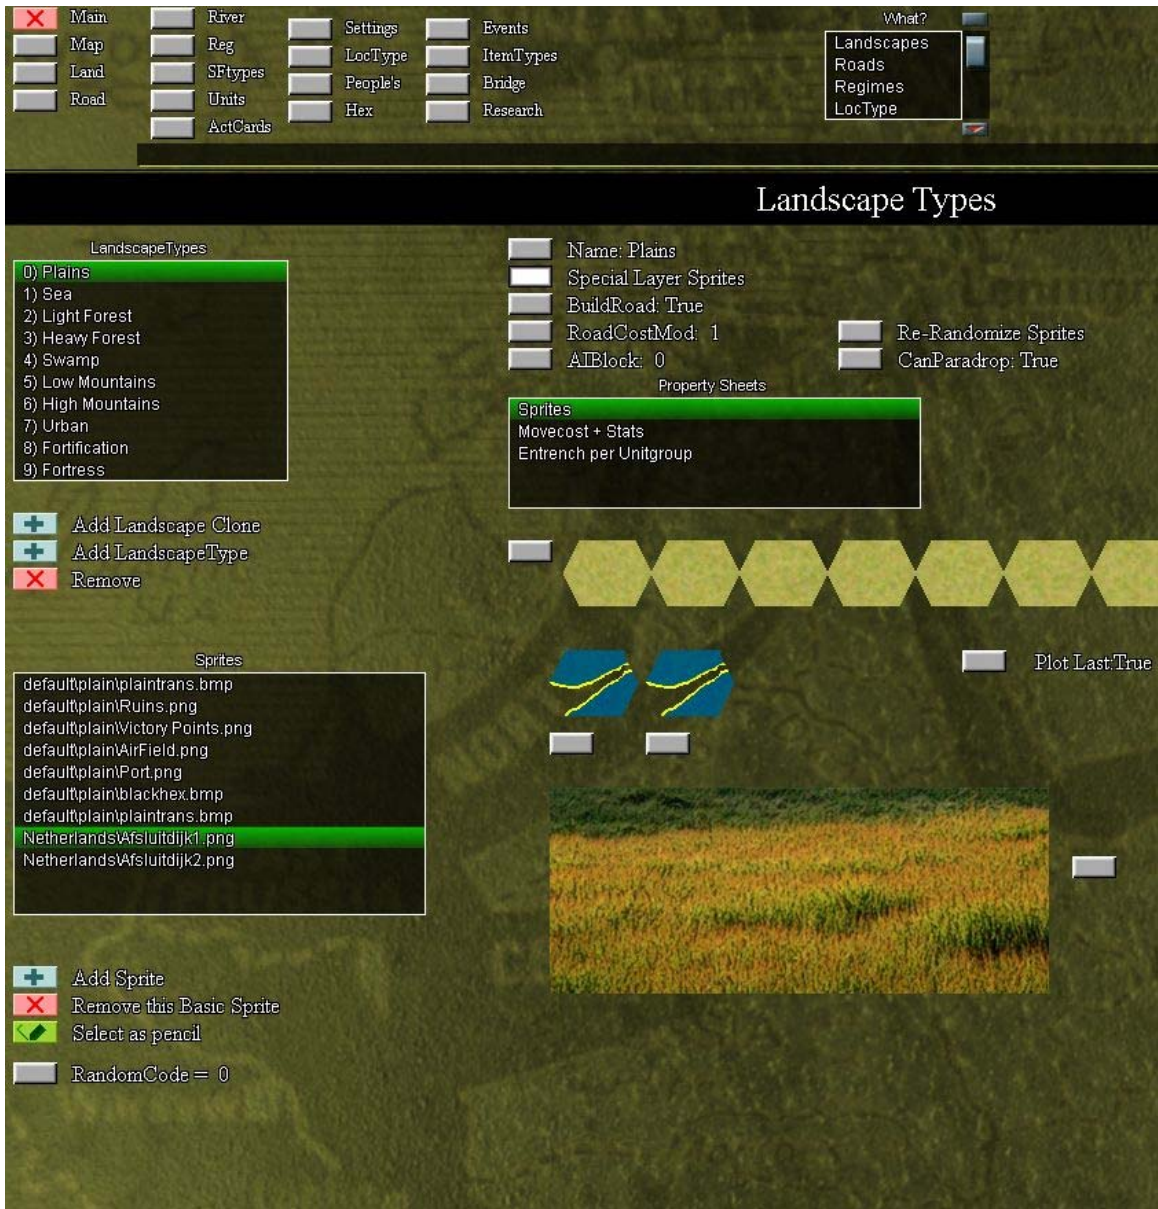 Main
Map
Land
Road
River
Reg
SFtypes
Units
ActCards
Settings
LocType
People's
Hex
Events
ItemTypes
Bridge
Research
What?
Landscapes
Roads
Regimes
LocType
Landscape Types
LandscapeTypes
0) Plains
1) Sea
2) Light Forest
3) Heavy Forest
4) Swamp
5) Low Mountains
6) High Mountains
7) Urban
8) Fortification
9) Fortress
Add Landscape Clone
Add LandscapeType
Remove
Name: Plains
Special Layer Sprites
BuildRoad: True
RoadCostMod: 1
AIBlock: 0
Re-Randomize Sprites
CanParadrop: True
Property Sheets
Sprites
Movecost + Stats
Entrench per Unitgroup
Plot Last:True
Sprites
default\plain\plaintrans.bmp
default\plain\Ruins.png
default\plain\Victory Points.png
default\plain\AirField.png
default\plain\Port.png
default\plain\blackhex.bmp
default\plain\plaintrans.bmp
Netherlands\Afsluitdijk1.png
Netherlands\Afsluitdijk2.png
Add Sprite
Remove this Basic Sprite
Select as pencil
RandomCode = 0